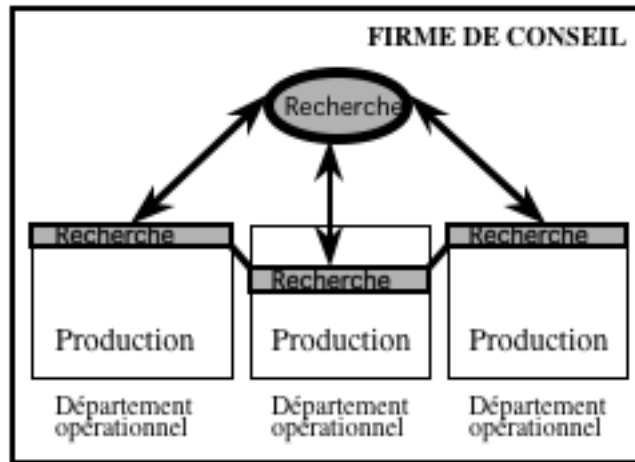 FIRME DE CONSEIL
Recherche
Recherche
Recherche
Recherche
Production
Production
Production
Département
opérationnel
Département
opérationnel
Département
opérationnel